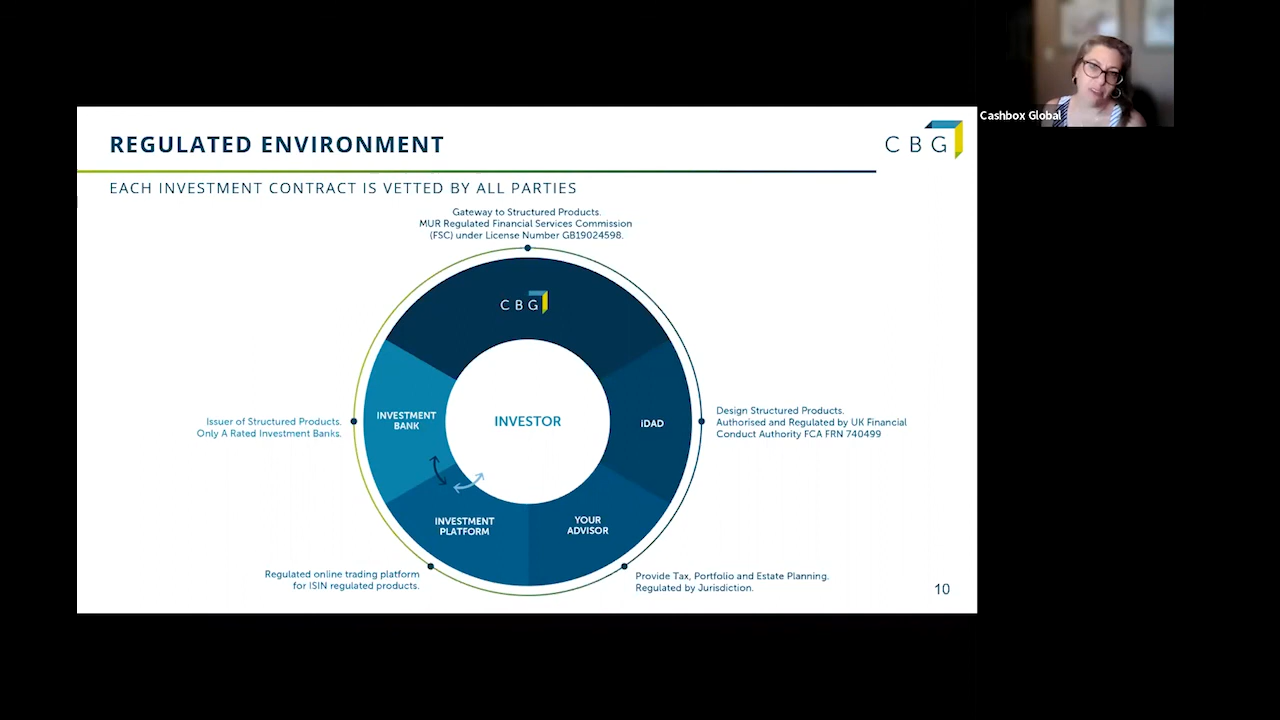 Cashbox Global
REGULATED ENVIRONMENT
CBG
EACH INVESTMENT CONTRACT IS VETTED BY ALL PARTIES
Gateway to Structured Products.
MUR Regulated Financial Services Commission
(FSC) under License Number GB19024598.
CBG
Issuer of Structured Products.
Only A Rated Investment Banks.
INVESTMENT
BANK
INVESTOR
iDAD
Design Structured Products.
Authorised and Regulated by UK Financial
Conduct Authority FCA FRN 740499
INVESTMENT
PLATFORM
YOUR
ADVISOR
Regulated online trading platform
for ISIN regulated products.
Provide Tax, Portfolio and Estate Planning.
Regulated by Jurisdiction.
10